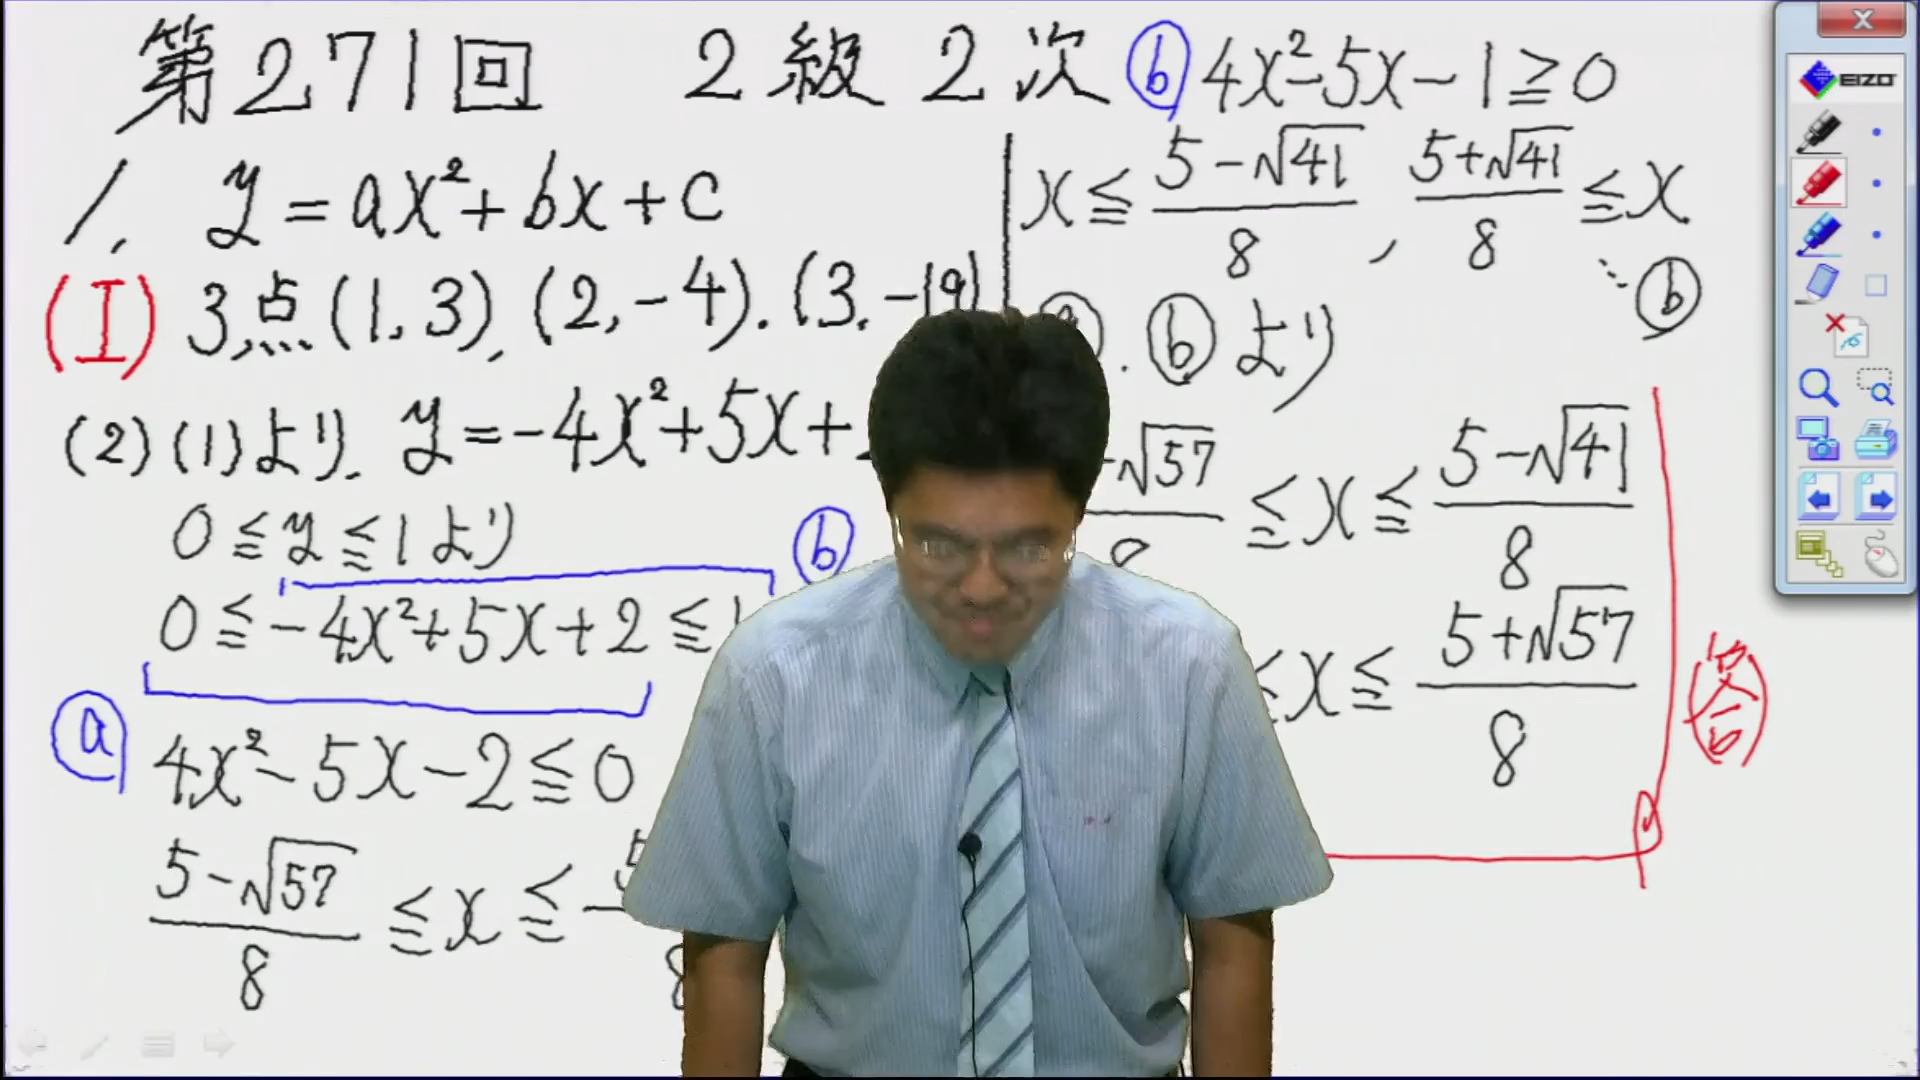 第271回 2級2次
1. y=ax²+bx+c
(I) 3点(1,3),(2,-4).(3,-19)
(2)(1)より. y=-4x²+5x+
0≦y≦1より
ⓑ
0≦-4x²+5x+2≦1
ⓐ
4x²-5x-2≦0
5-√57/8≦x≦5/8
ⓑ 4x²-5x-1≧0
x≦5-√41/8, 5+√41/8≦x
…ⓑ
ⓐ.ⓑより
-√57/8≦x≦5-√41/8
≦x≦5+√57/8
(答)
EIZO